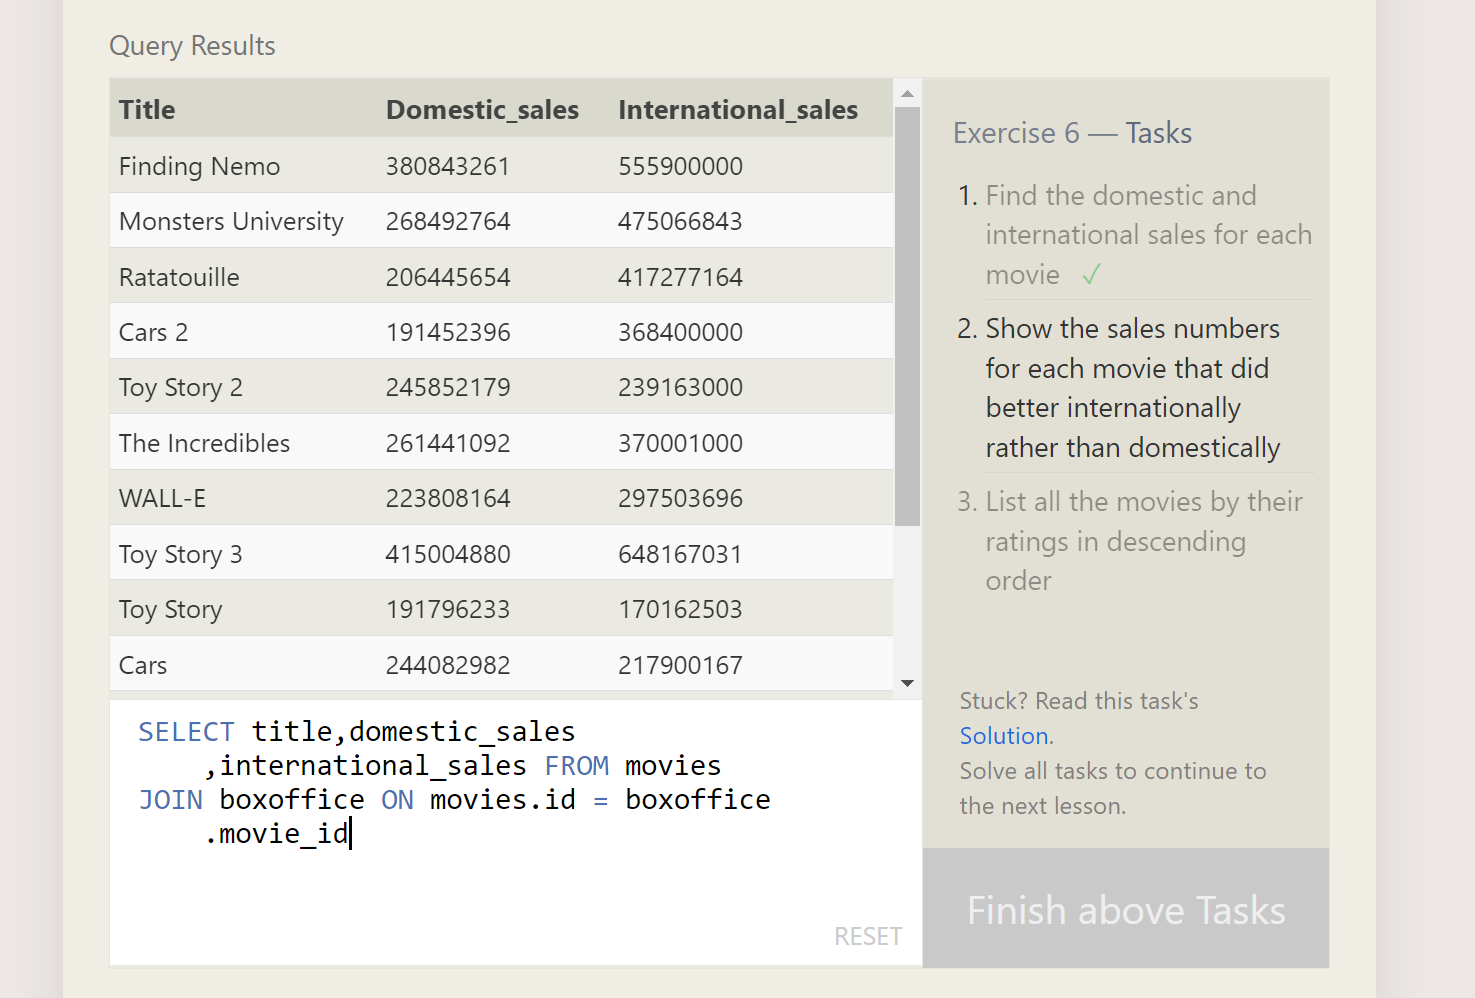 Query Results
Title Domestic_sales International_sales
Finding Nemo 380843261 555900000
Monsters University 268492764 475066843
Ratatouille 206445654 417277164
Cars 2 191452396 368400000
Toy Story 2 245852179 239163000
The Incredibles 261441092 370001000
WALL-E 223808164 297503696
Toy Story 3 415004880 648167031
Toy Story 191796233 170162503
Cars 244082982 217900167
SELECT title,domestic_sales
,international_sales FROM movies
JOIN boxoffice ON movies.id = boxoffice
.movie_id
RESET
Exercise 6 — Tasks
1. Find the domestic and
international sales for each
movie ✓
2. Show the sales numbers
for each movie that did
better internationally
rather than domestically
3. List all the movies by their
ratings in descending
order
Stuck? Read this task's
Solution.
Solve all tasks to continue to
the next lesson.
Finish above Tasks